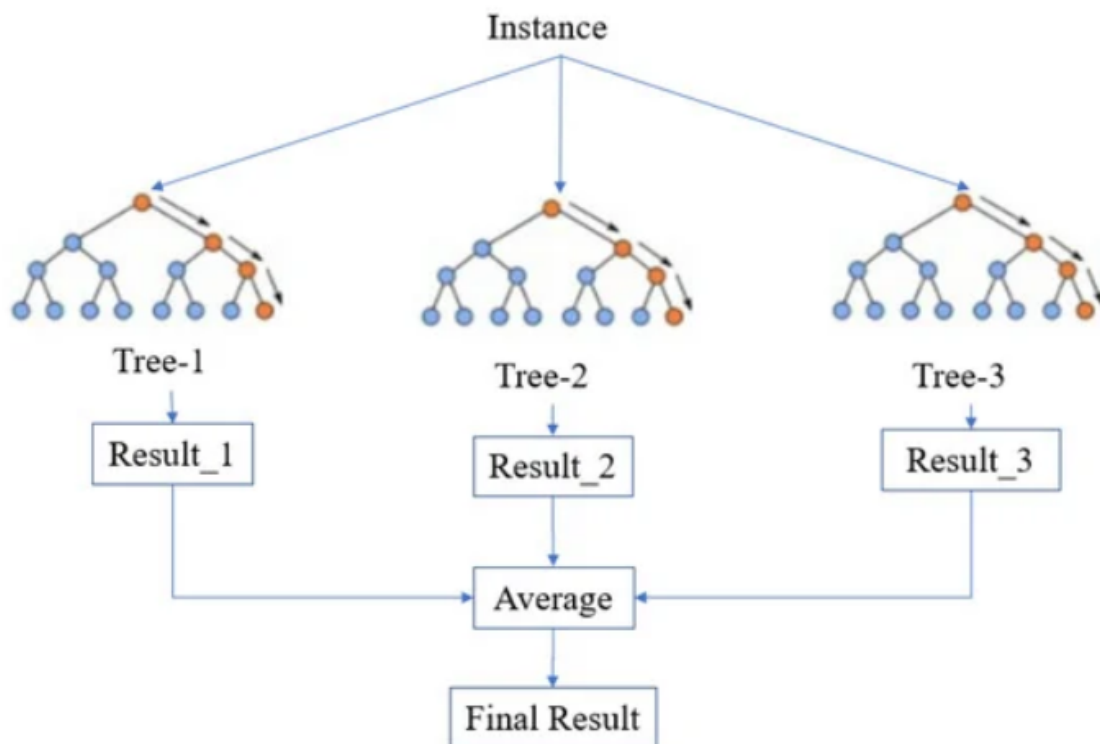 Instance
Tree-1
Tree-2
Tree-3
Result_1
Result_2
Result_3
Average
Final Result